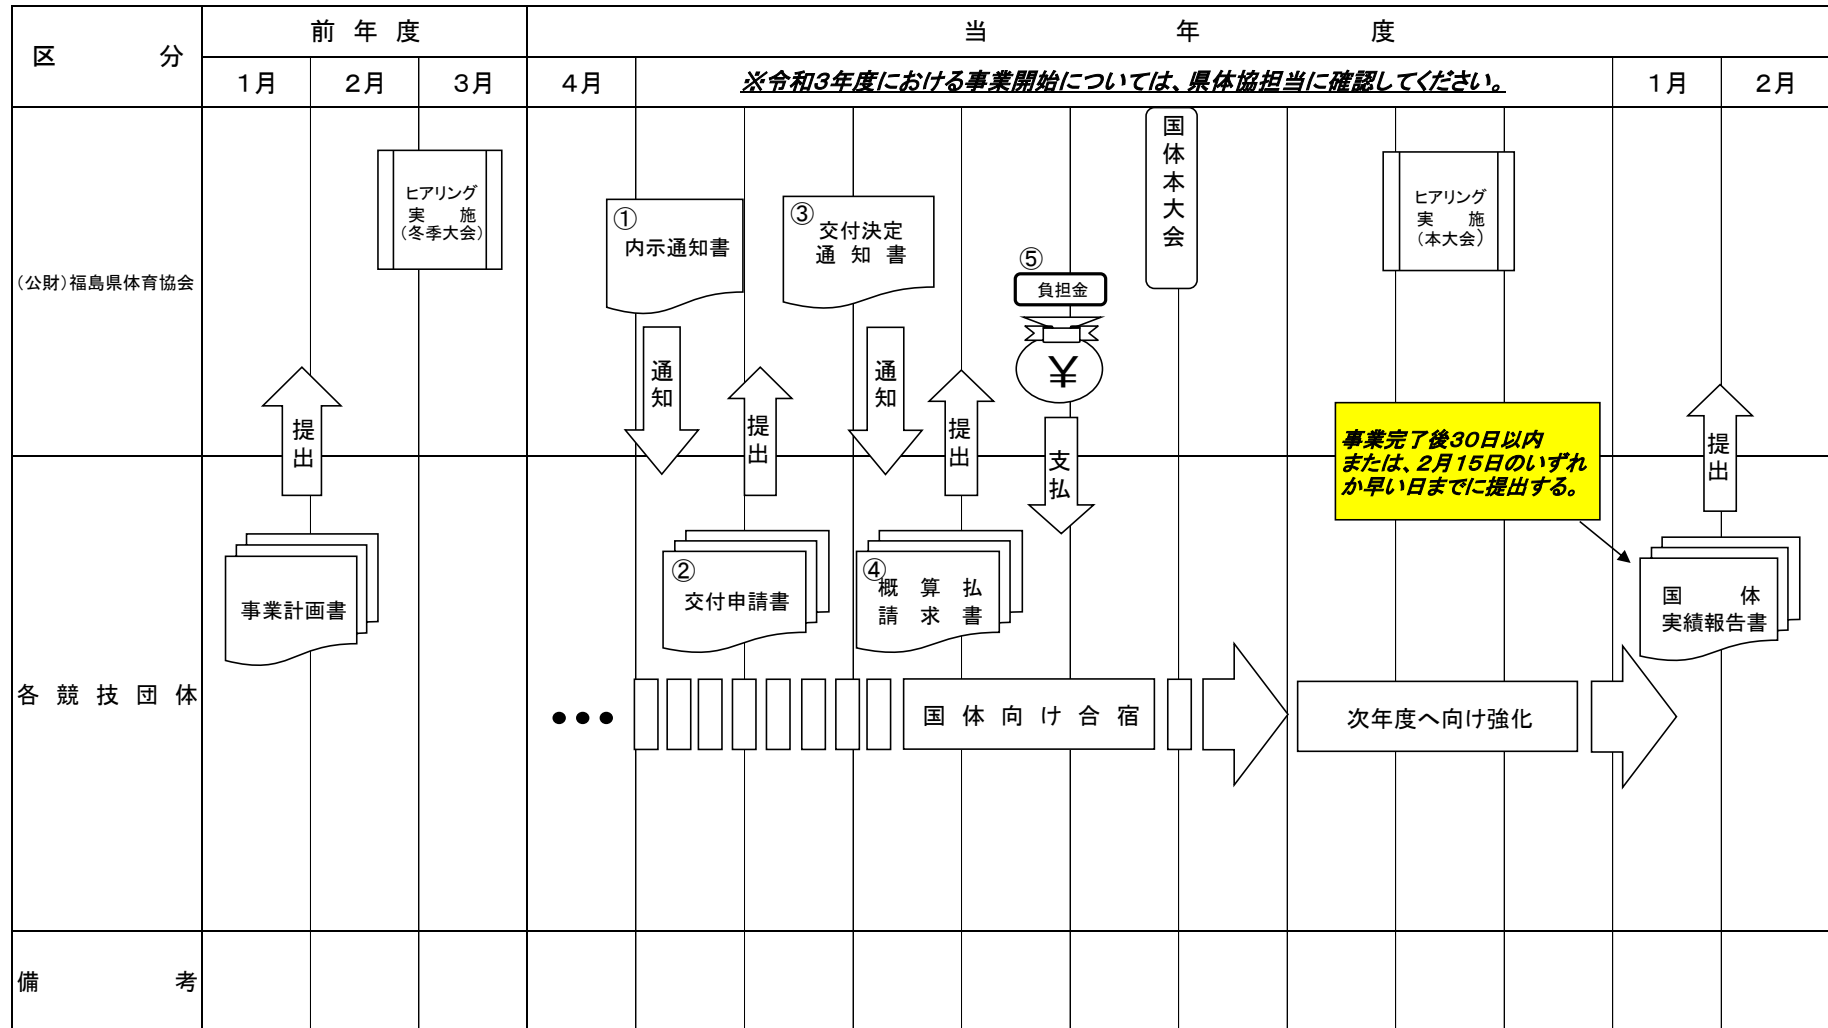 区　　分
前 年 度
当　年　度
1月
2月
3月
4月
※令和3年度における事業開始については、県体協担当に確認してください。
1月
2月
(公財)福島県体育協会
ヒアリング
実　施
(冬季大会)
①
内示通知書
③
交付決定
通 知 書
⑤
負担金
¥
国体本大会
ヒアリング
実　施
(本大会)
提出
通知
提出
通知
提出
支払
事業完了後30日以内
または、2月15日のいずれ
か早い日までに提出する。
提出
各 競 技 団 体
事業計画書
②
交付申請書
④
概 算 払
請 求 書
国　体
実績報告書
•••
国 体 向 け 合 宿
次年度へ向け強化
備　　考